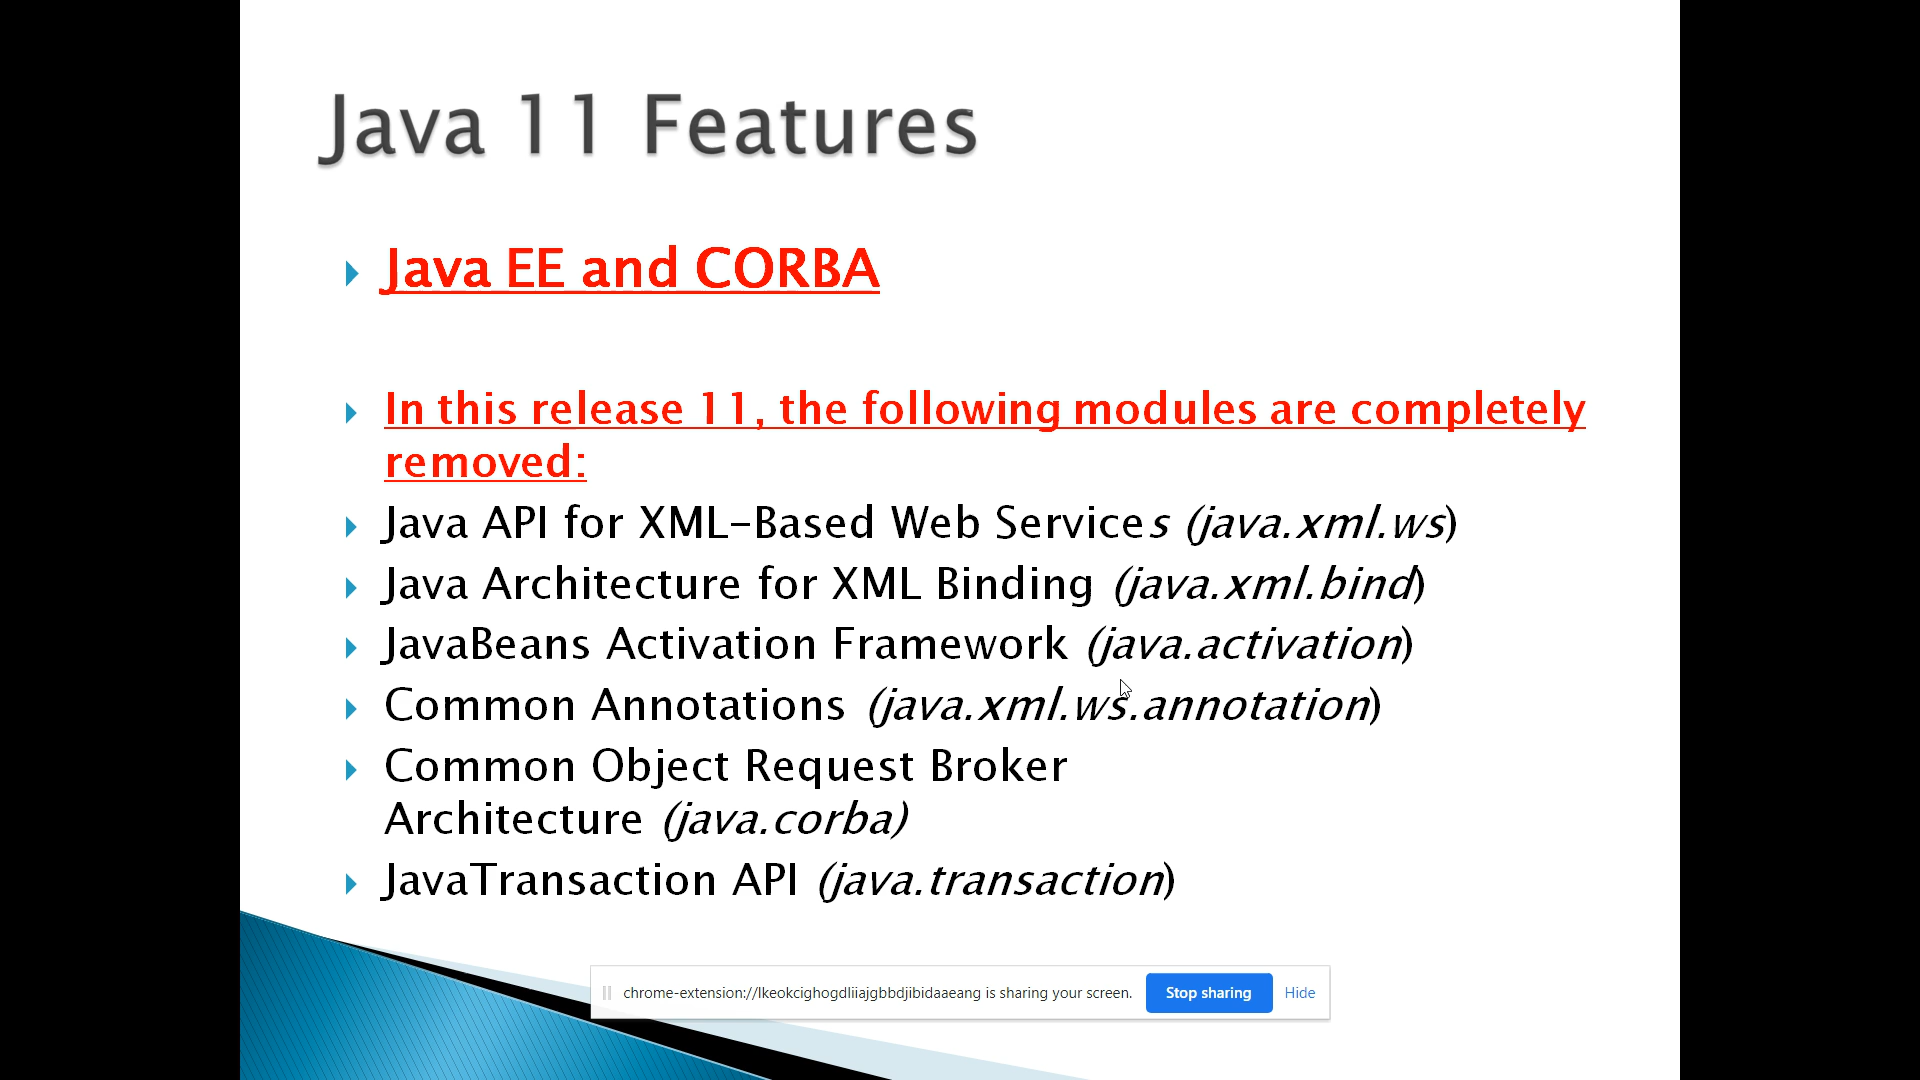 Java 11 Features
Java EE and CORBA
In this release 11, the following modules are completely
removed:
Java API for XML-Based Web Services (java.xml.ws)
Java Architecture for XML Binding (java.xml.bind)
JavaBeans Activation Framework (java.activation)
Common Annotations (java.xml.ws.annotation)
Common Object Request Broker
Architecture (java.corba)
JavaTransaction API (java.transaction)
chrome-extension://lkeokcighogdliiajgbbdjibidaaeang is sharing your screen. Stop sharing Hide